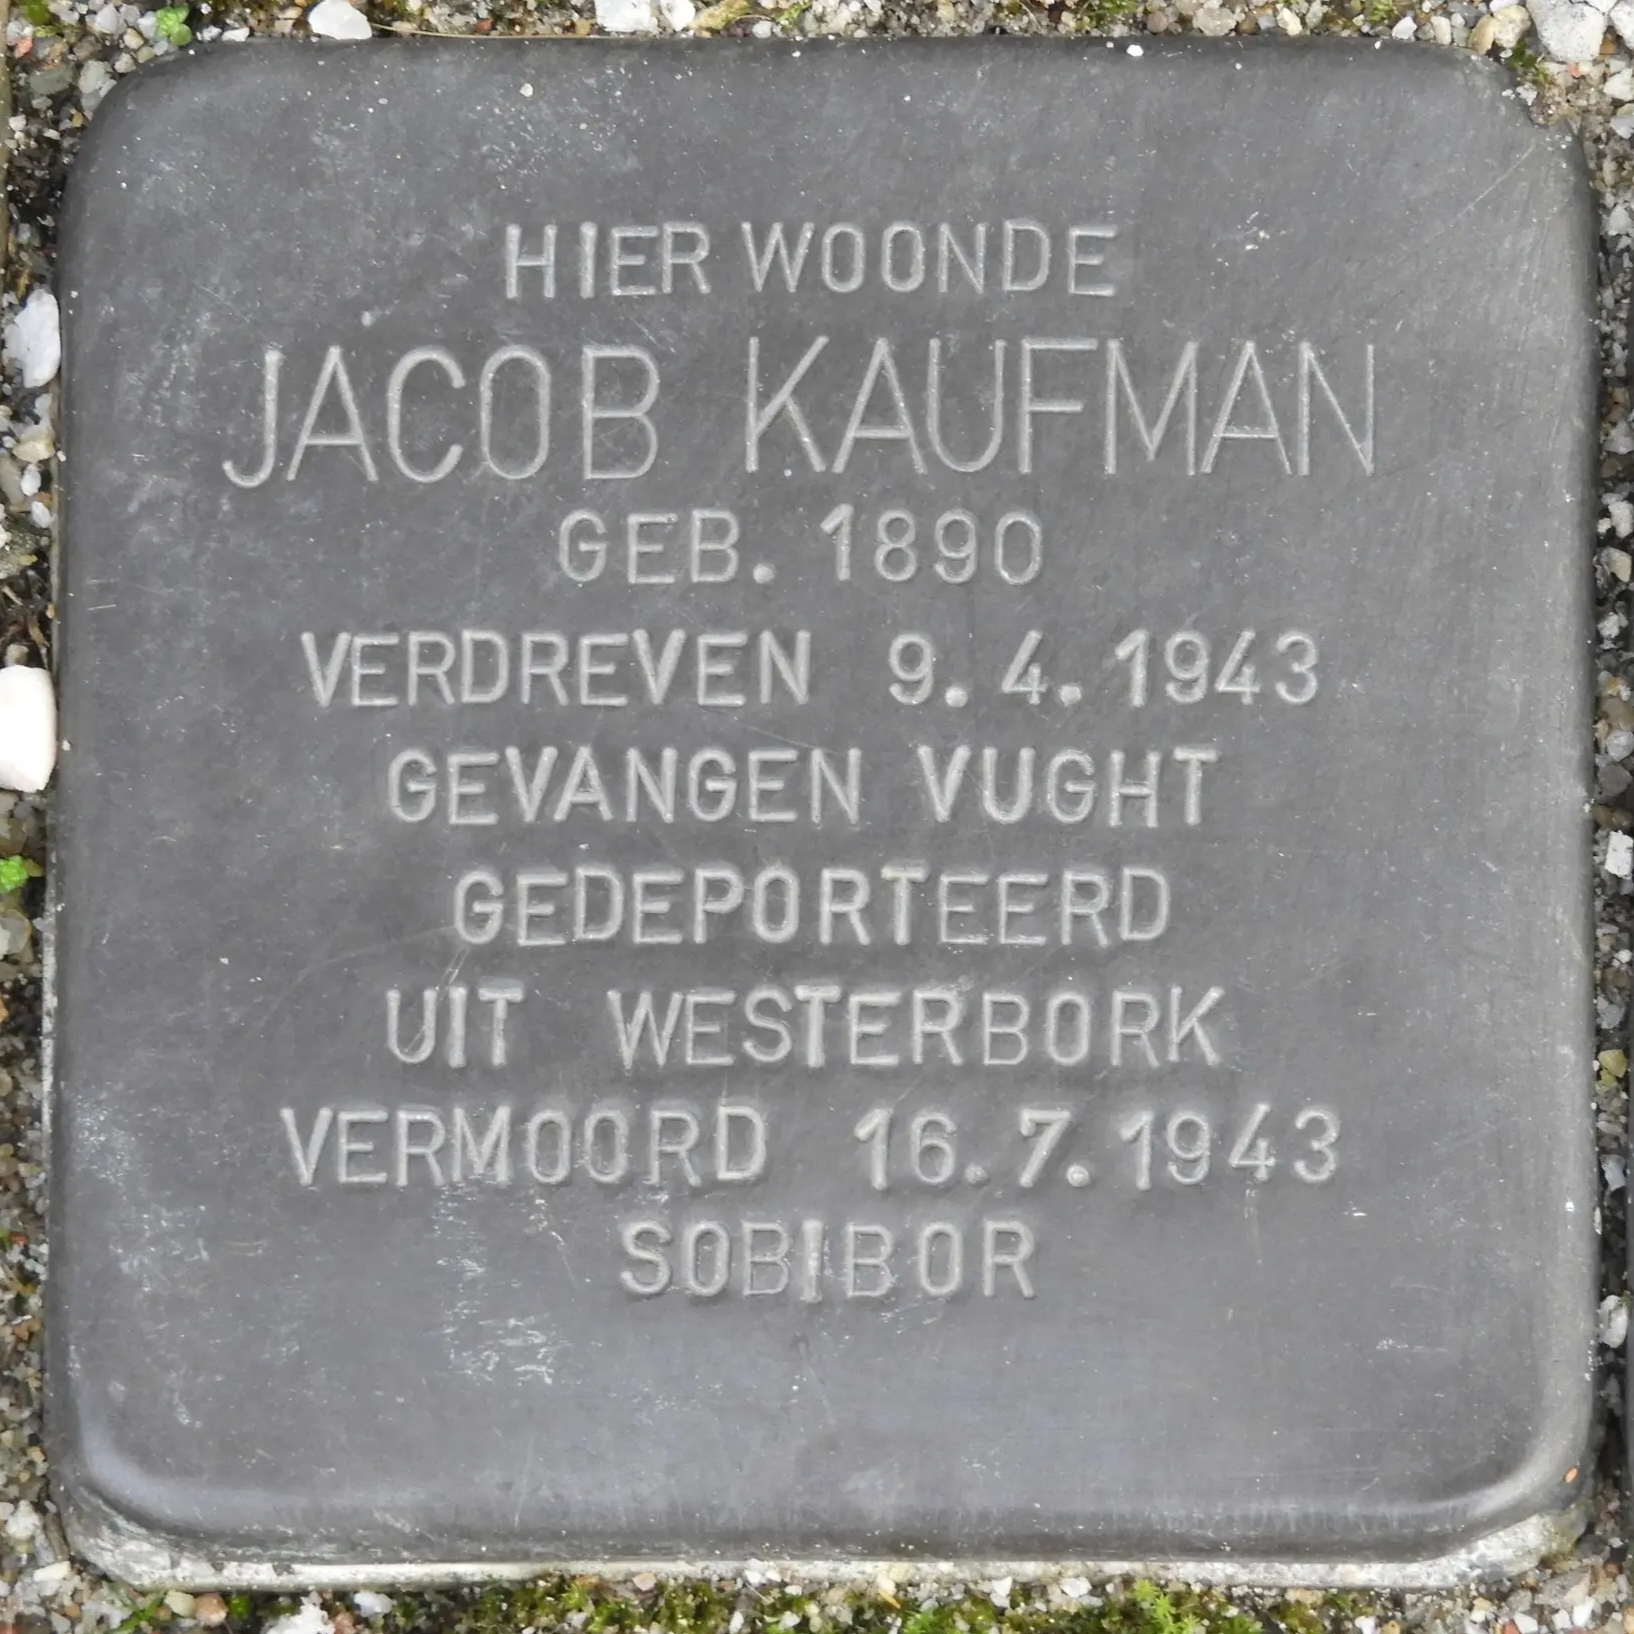 HIER WOONDE
JACOB KAUFMAN
GEB. 1890
VERDREVEN 9.4.1943
GEVANGEN VUGHT
GEDEPORTEERD
UIT WESTERBORK
VERMOORD 16.7.1943
SOBIBOR